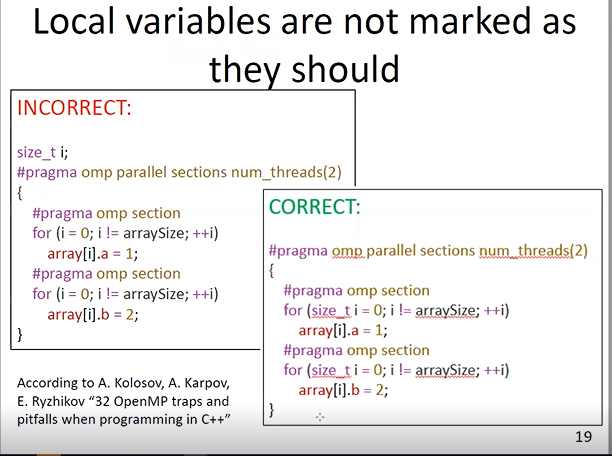 Local variables are not marked as
they should
INCORRECT:
size_t i;
#pragma omp parallel sections num_threads(2)
{
#pragma omp section
for (i = 0; i != arraySize; ++i)
array[i].a = 1;
#pragma omp section
for (i = 0; i != arraySize; ++i)
array[i].b = 2;
}
CORRECT:
#pragma omp parallel sections num_threads(2)
{
#pragma omp section
for (size_t i = 0; i != arraySize; ++i)
array[i].a = 1;
#pragma omp section
for (size_t i = 0; i != arraySize; ++i)
array[i].b = 2;
}
According to A. Kolosov, A. Karpov,
E. Ryzhikov “32 OpenMP traps and
pitfalls when programming in C++”
19